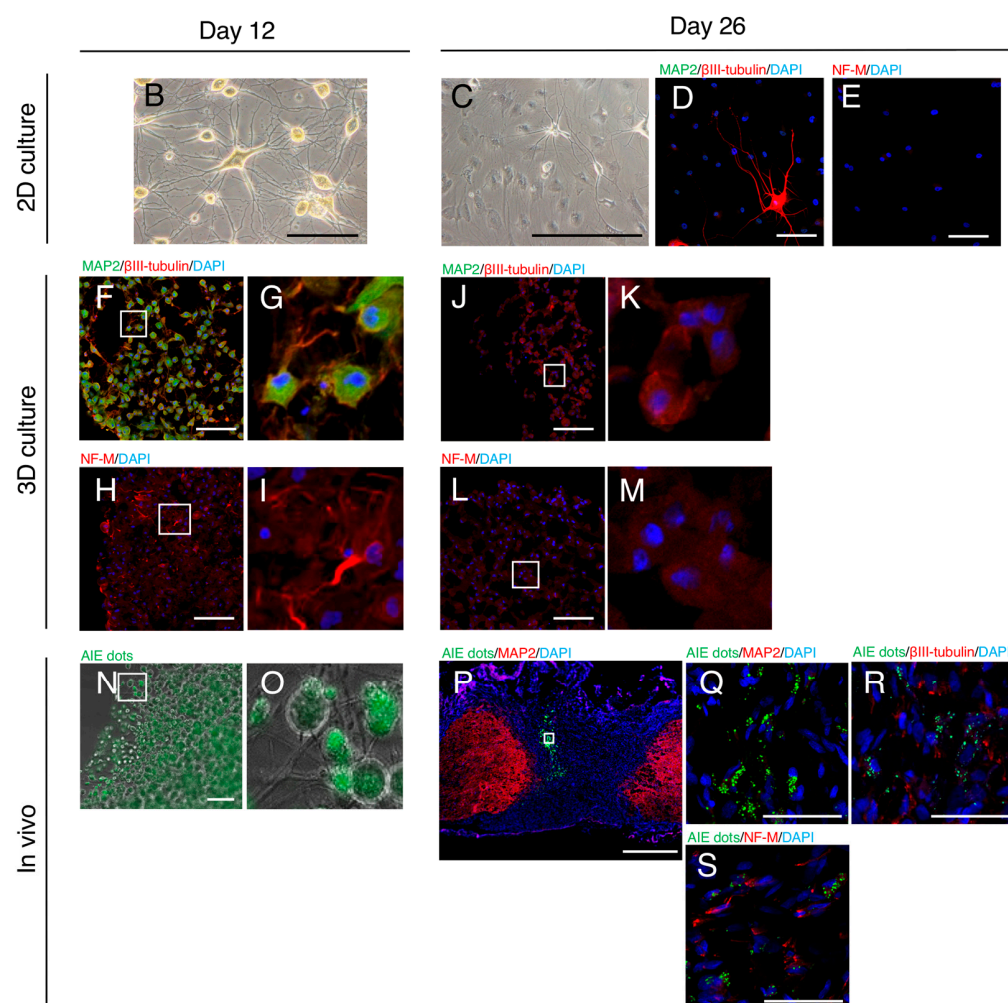 Day 12
Day 26
2D culture
B
C
MAP2/βIII-tubulin/DAPI
D
NF-M/DAPI
E
3D culture
MAP2/βIII-tubulin/DAPI
F
G
MAP2/βIII-tubulin/DAPI
J
K
NF-M/DAPI
H
I
NF-M/DAPI
L
M
In vivo
AIE dots
N
O
AIE dots/MAP2/DAPI
P
AIE dots/MAP2/DAPI
Q
AIE dots/βIII-tubulin/DAPI
R
AIE dots/NF-M/DAPI
S